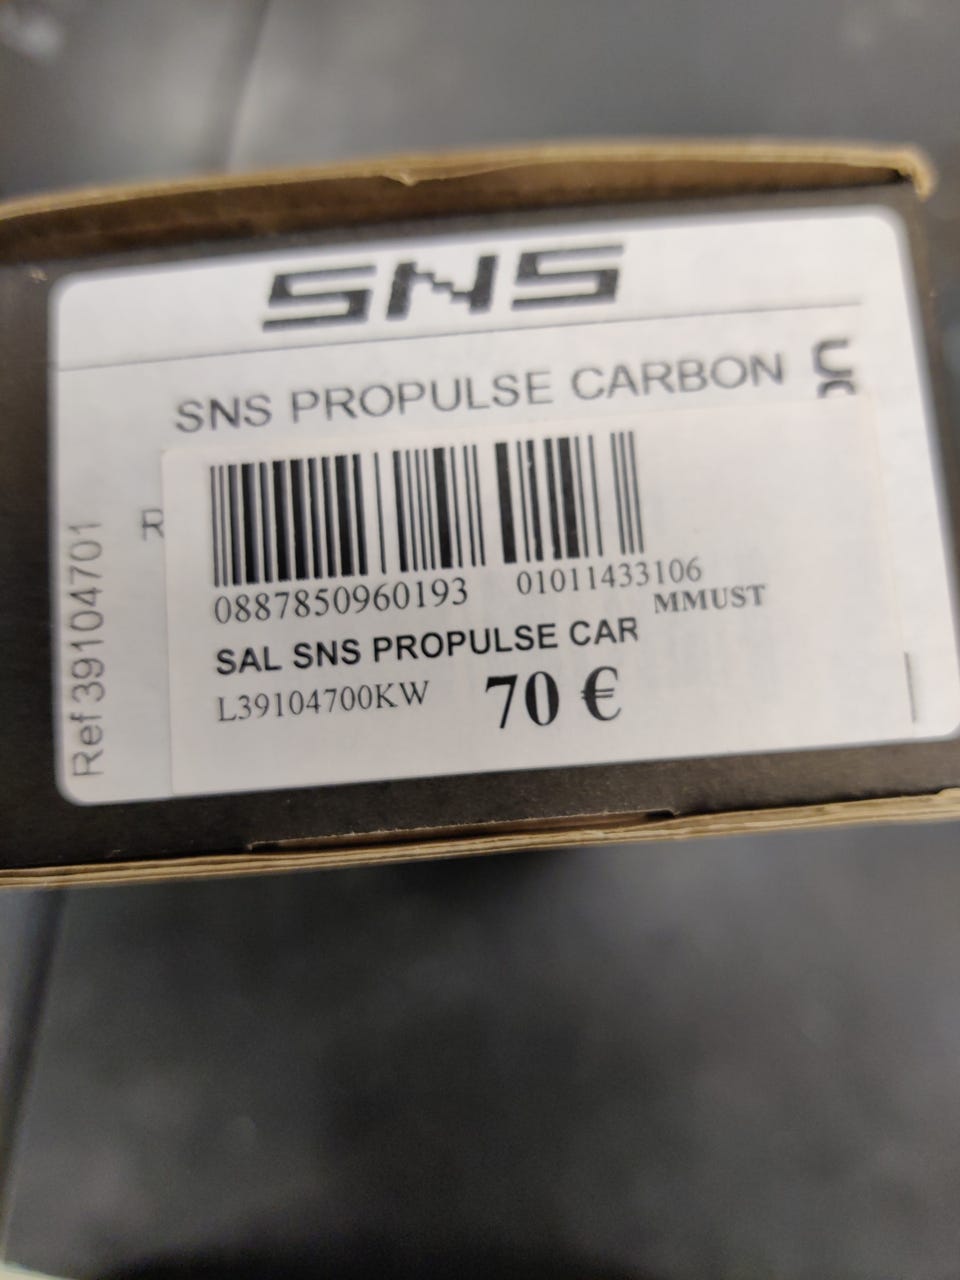 SNS
SNS PROPULSE CARBON
R
Ref 39104701
0887850960193 01011433106
MMUST
SAL SNS PROPULSE CAR
L39104700KW 70 €